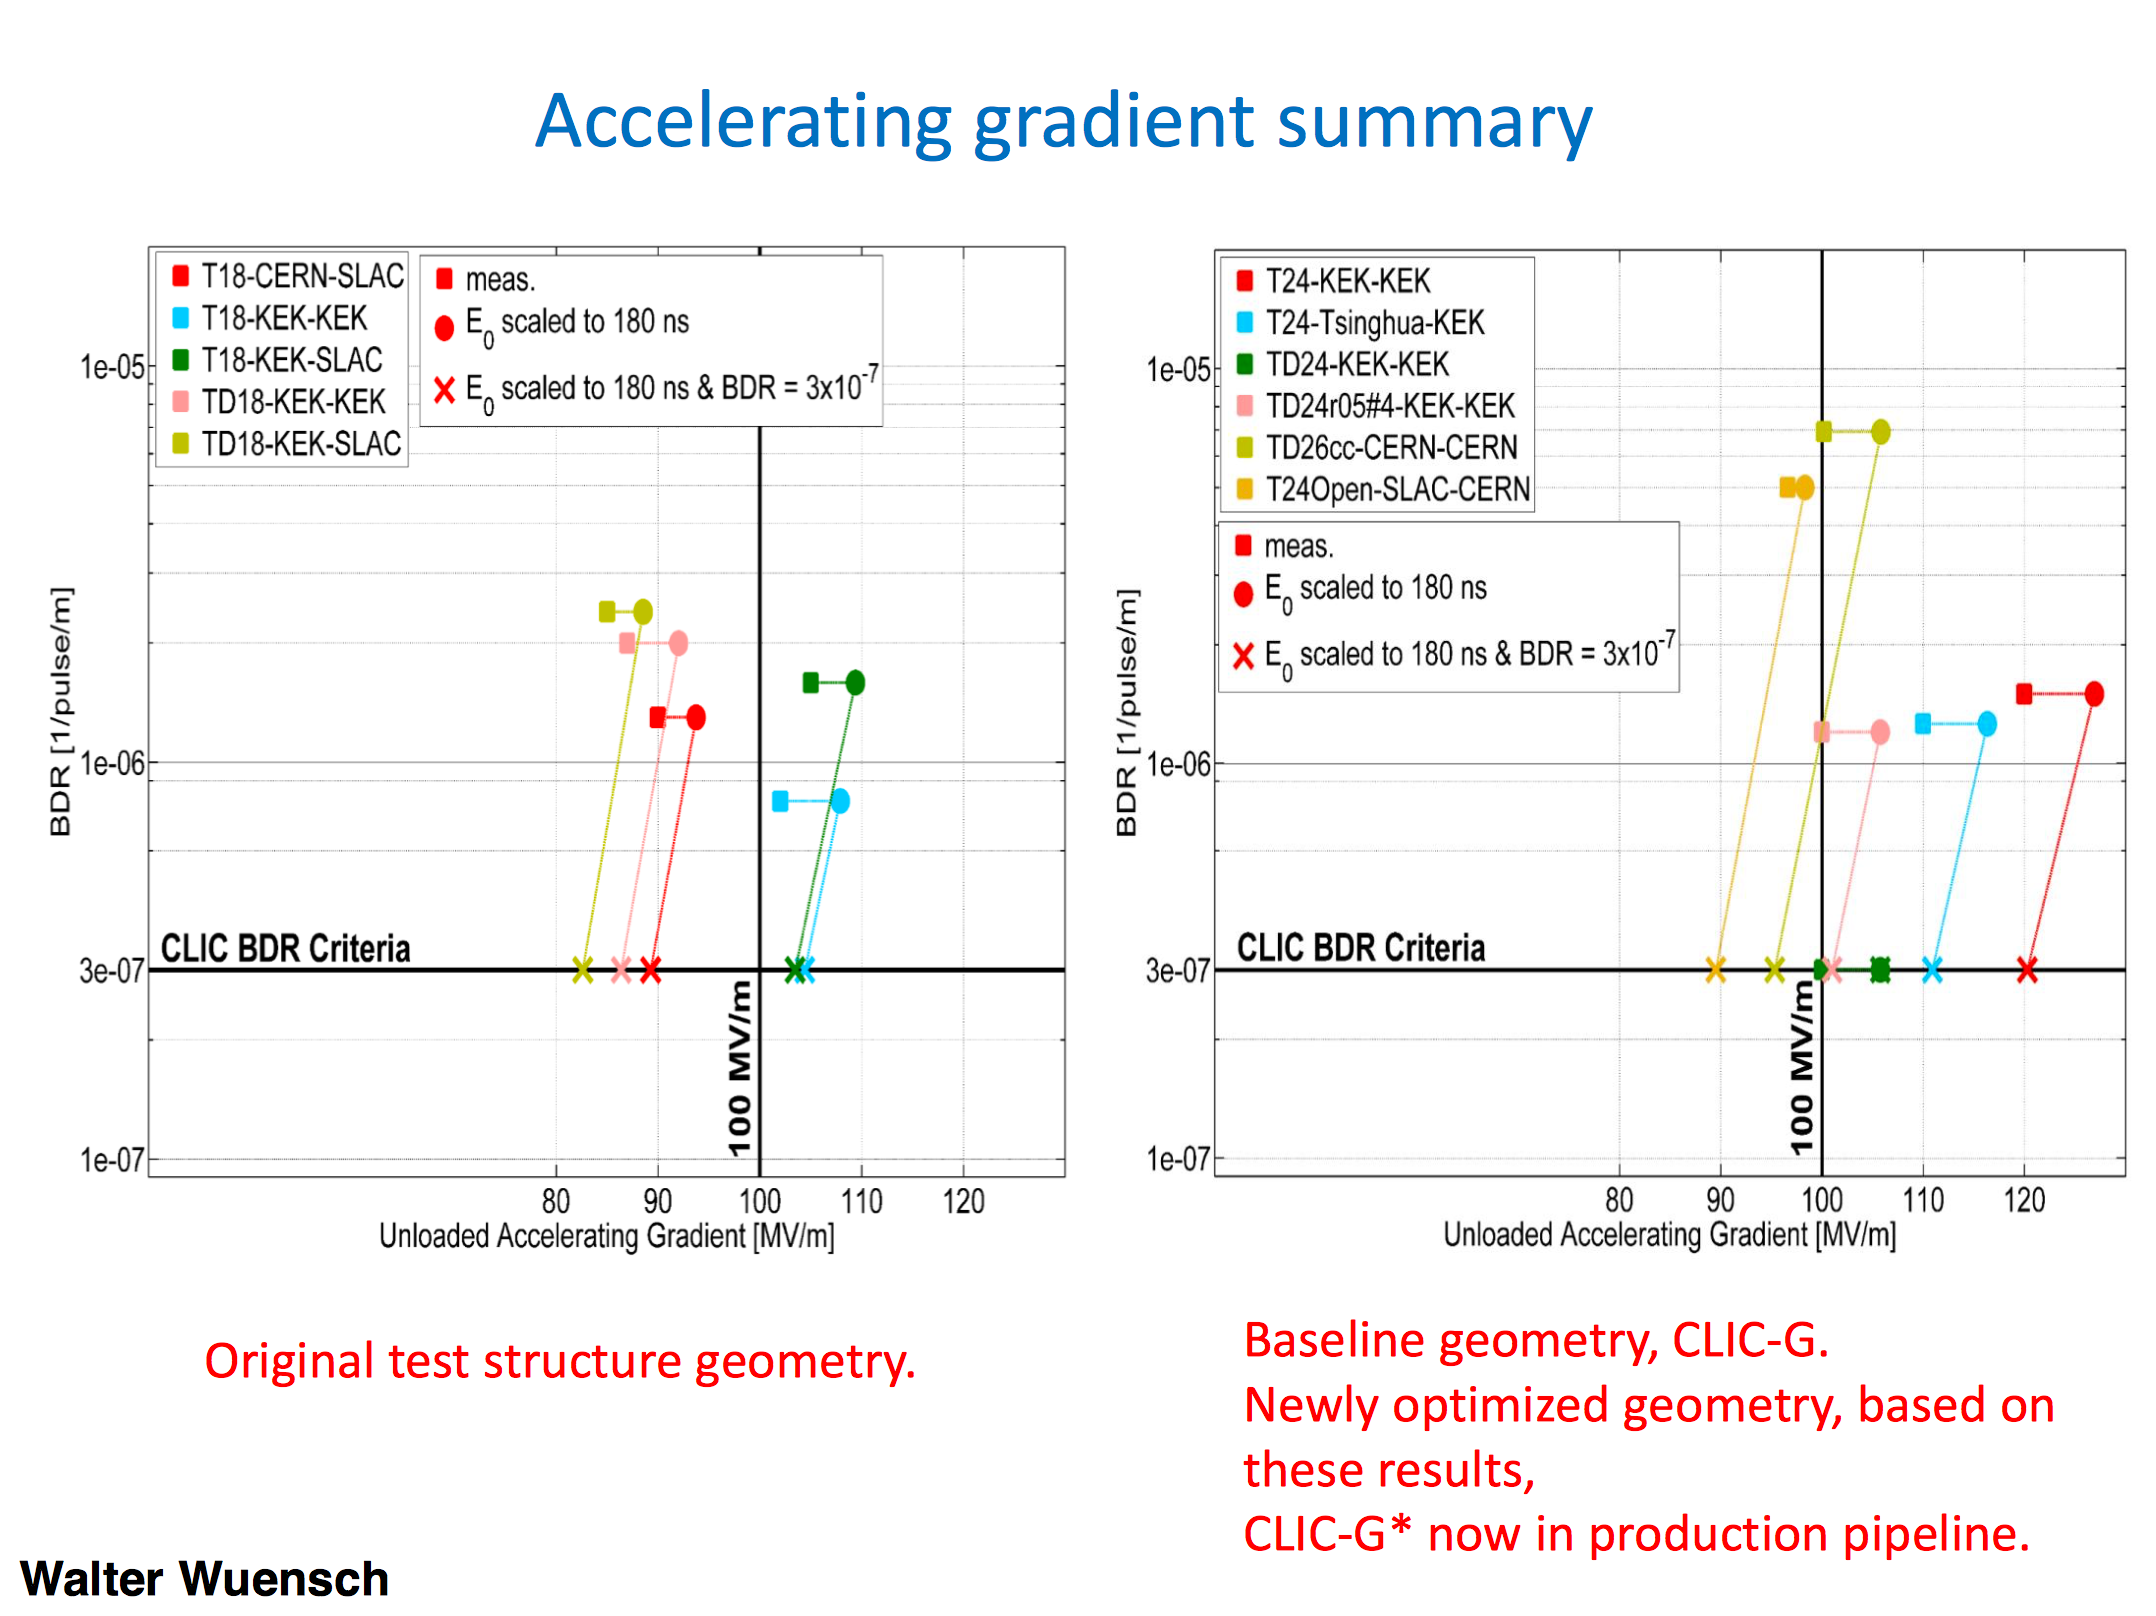 Accelerating gradient summary
T18-CERN-SLAC
T18-KEK-KEK
T18-KEK-SLAC
TD18-KEK-KEK
TD18-KEK-SLAC
meas.
E0 scaled to 180 ns
E0 scaled to 180 ns & BDR = 3x10-7
1e-05
1e-06
3e-07
1e-07
BDR [1/pulse/m]
CLIC BDR Criteria
100 MV/m
80 90 100 110 120
Unloaded Accelerating Gradient [MV/m]
T24-KEK-KEK
T24-Tsinghua-KEK
TD24-KEK-KEK
TD24r05#4-KEK-KEK
TD26cc-CERN-CERN
T24Open-SLAC-CERN
meas.
E0 scaled to 180 ns
E0 scaled to 180 ns & BDR = 3x10-7
1e-05
1e-06
3e-07
1e-07
BDR [1/pulse/m]
CLIC BDR Criteria
100 MV/m
80 90 100 110 120
Unloaded Accelerating Gradient [MV/m]
Original test structure geometry.
Baseline geometry, CLIC-G.
Newly optimized geometry, based on
these results,
CLIC-G* now in production pipeline.
Walter Wuensch